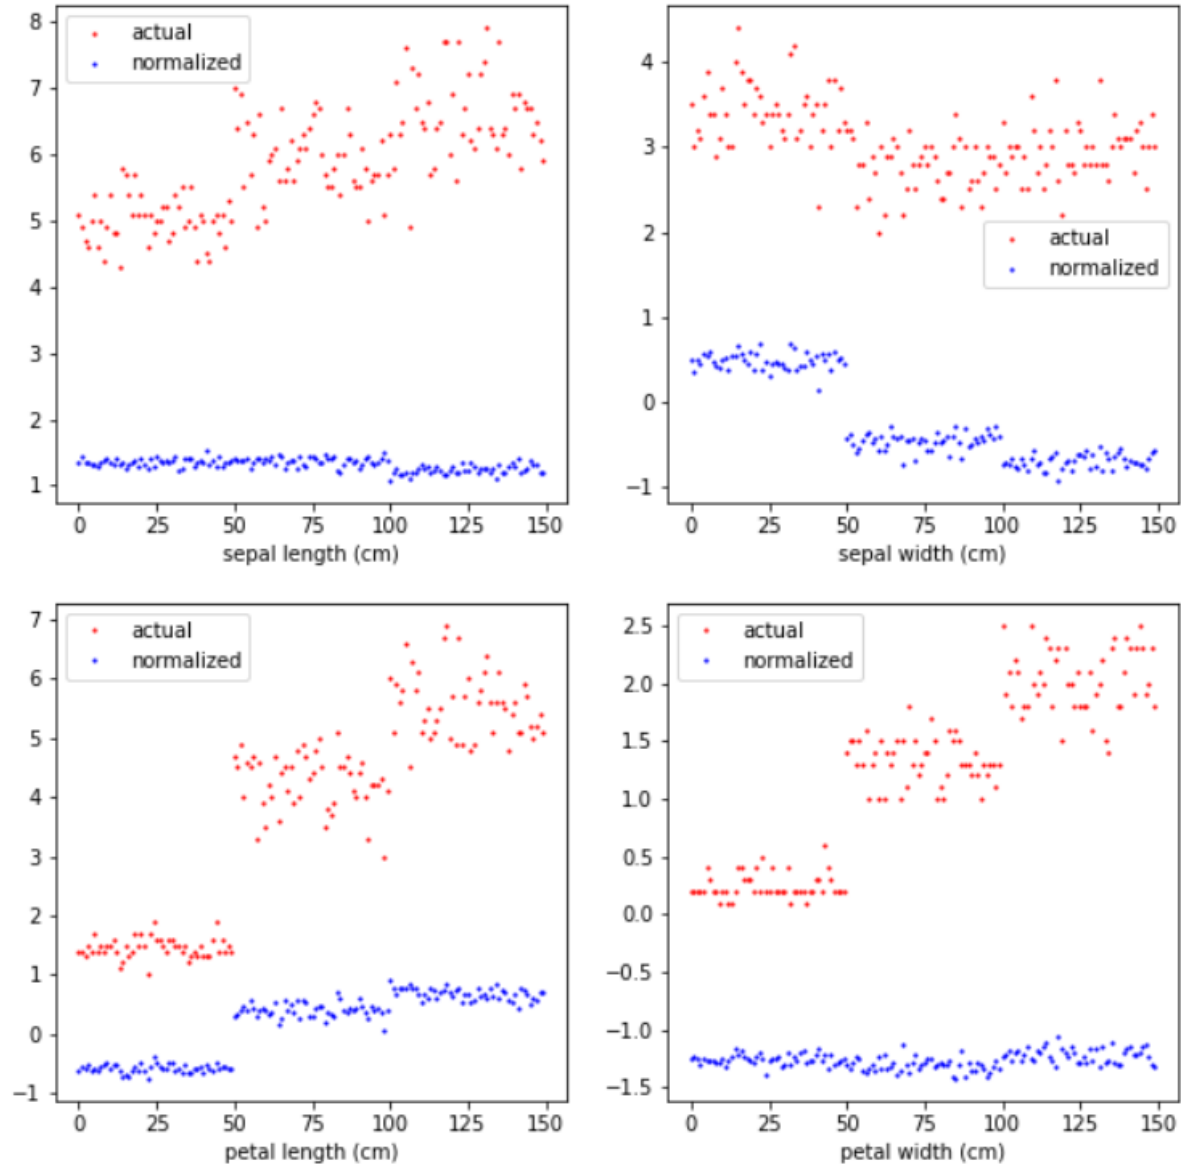 8
7
6
5
4
3
2
1
actual
normalized
0 25 50 75 100 125 150
sepal length (cm)
4
3
2
1
0
−1
actual
normalized
0 25 50 75 100 125 150
sepal width (cm)
7
6
5
4
3
2
1
0
−1
actual
normalized
0 25 50 75 100 125 150
petal length (cm)
2.5
2.0
1.5
1.0
0.5
0.0
−0.5
−1.0
−1.5
actual
normalized
0 25 50 75 100 125 150
petal width (cm)